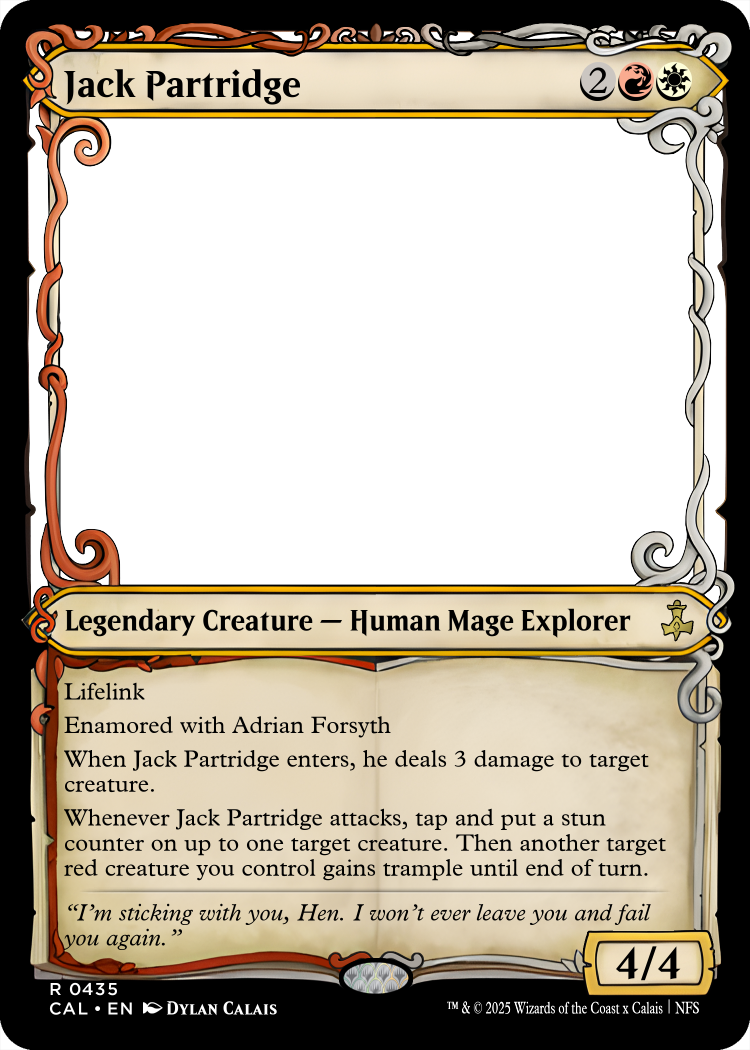 Jack Partridge 2
Legendary Creature — Human Mage Explorer
Lifelink
Enamored with Adrian Forsyth
When Jack Partridge enters, he deals 3 damage to target
creature.
Whenever Jack Partridge attacks, tap and put a stun
counter on up to one target creature. Then another target
red creature you control gains trample until end of turn.
“I’m sticking with you, Hen. I won’t ever leave you and fail
you again.”
4/4
R 0435
CAL • EN DYLAN CALAIS
™ & © 2025 Wizards of the Coast x Calais | NFS